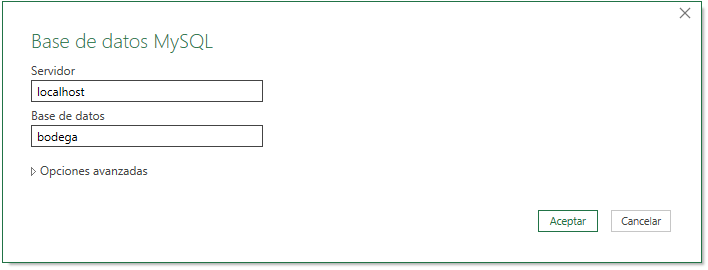 Base de datos MySQL
Servidor
localhost
Base de datos
bodega
Opciones avanzadas
Aceptar Cancelar